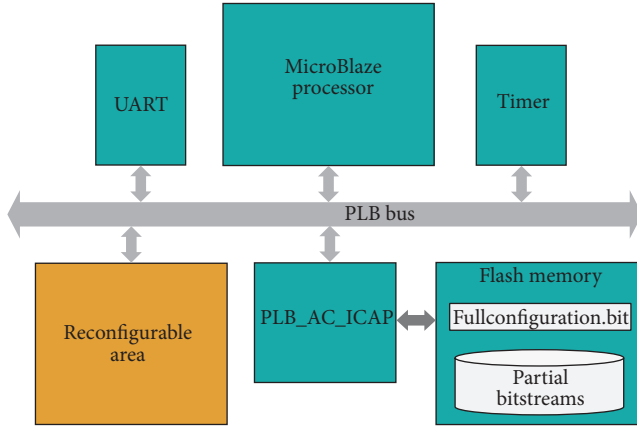 UART
MicroBlaze
processor
Timer
PLB bus
Reconfigurable
area
PLB_AC_ICAP
Flash memory
Fullconfiguration.bit
Partial
bitstreams